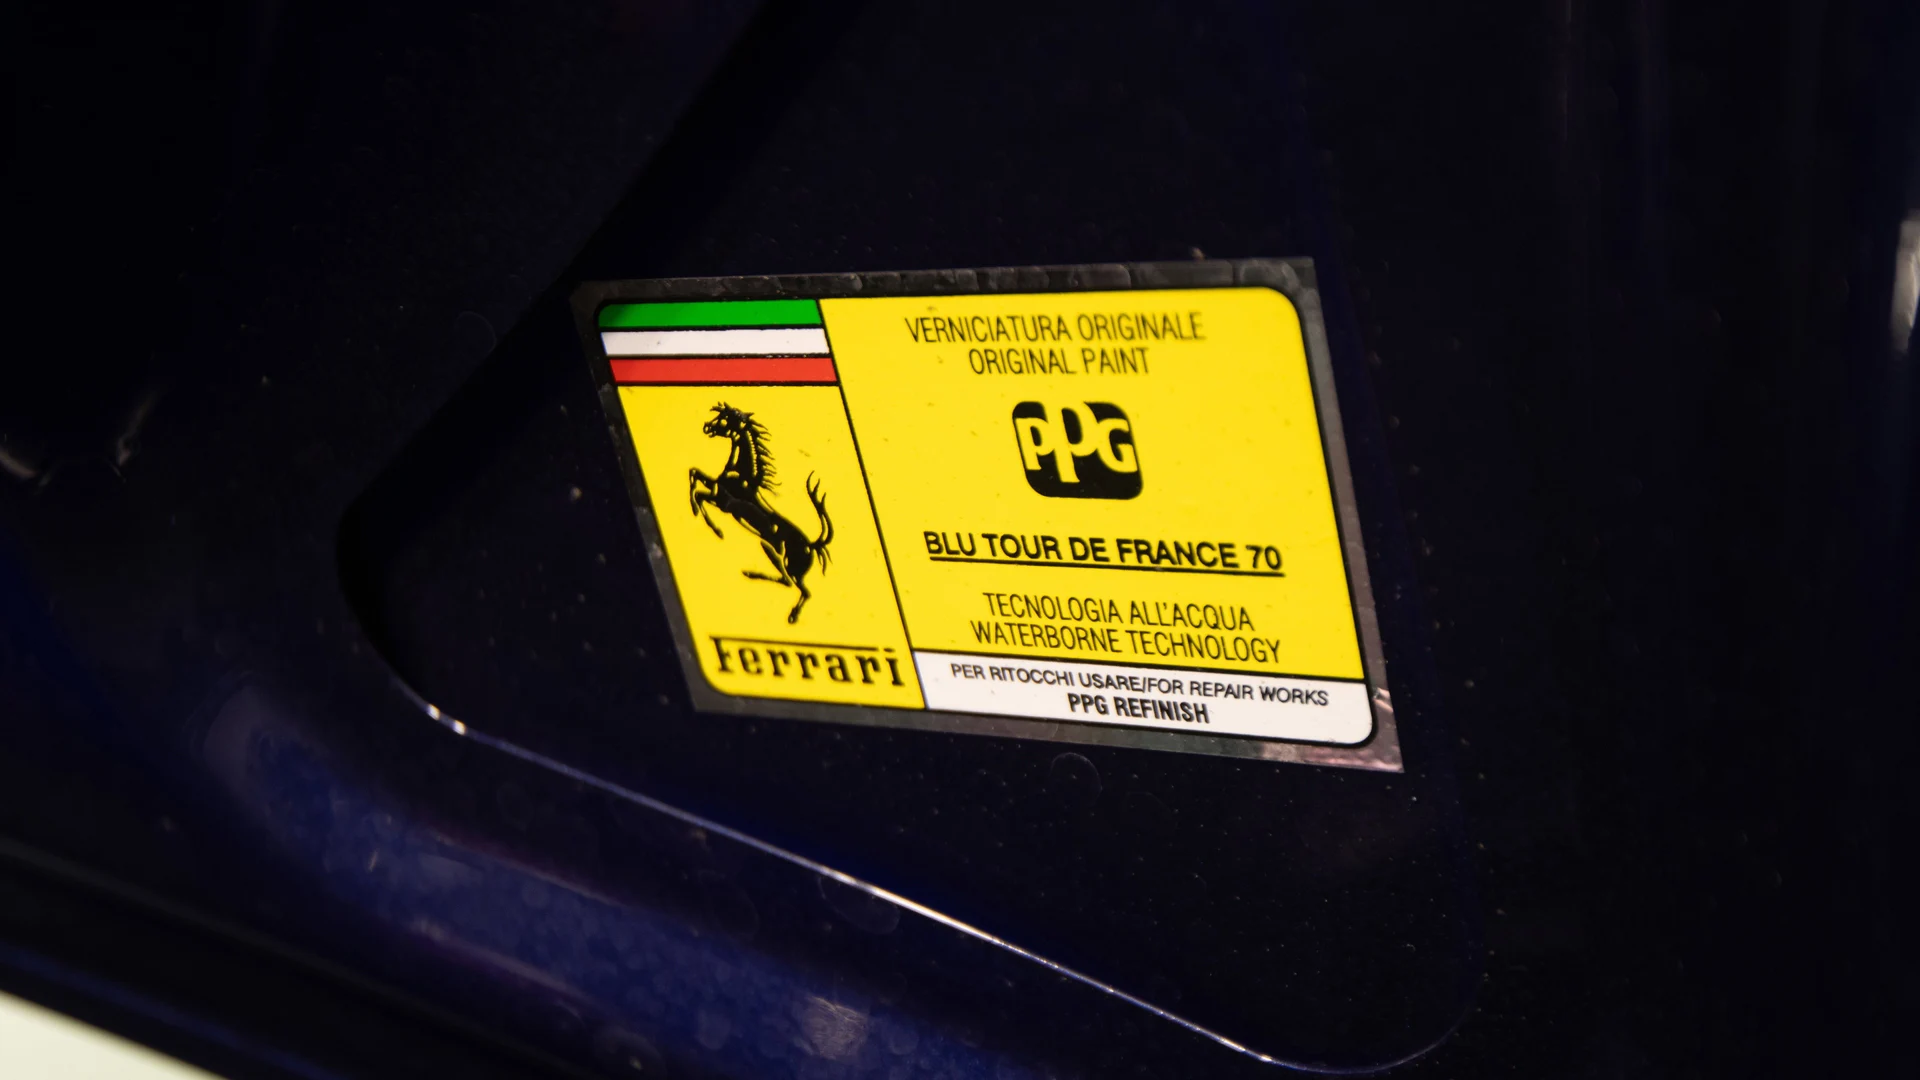 VERNICIATURA ORIGINALE
ORIGINAL PAINT
PPG
BLU TOUR DE FRANCE 70
TECNOLOGIA ALL'ACQUA
WATERBORNE TECHNOLOGY
Ferrari
PER RITOCCHI USARE/FOR REPAIR WORKS
PPG REFINISH